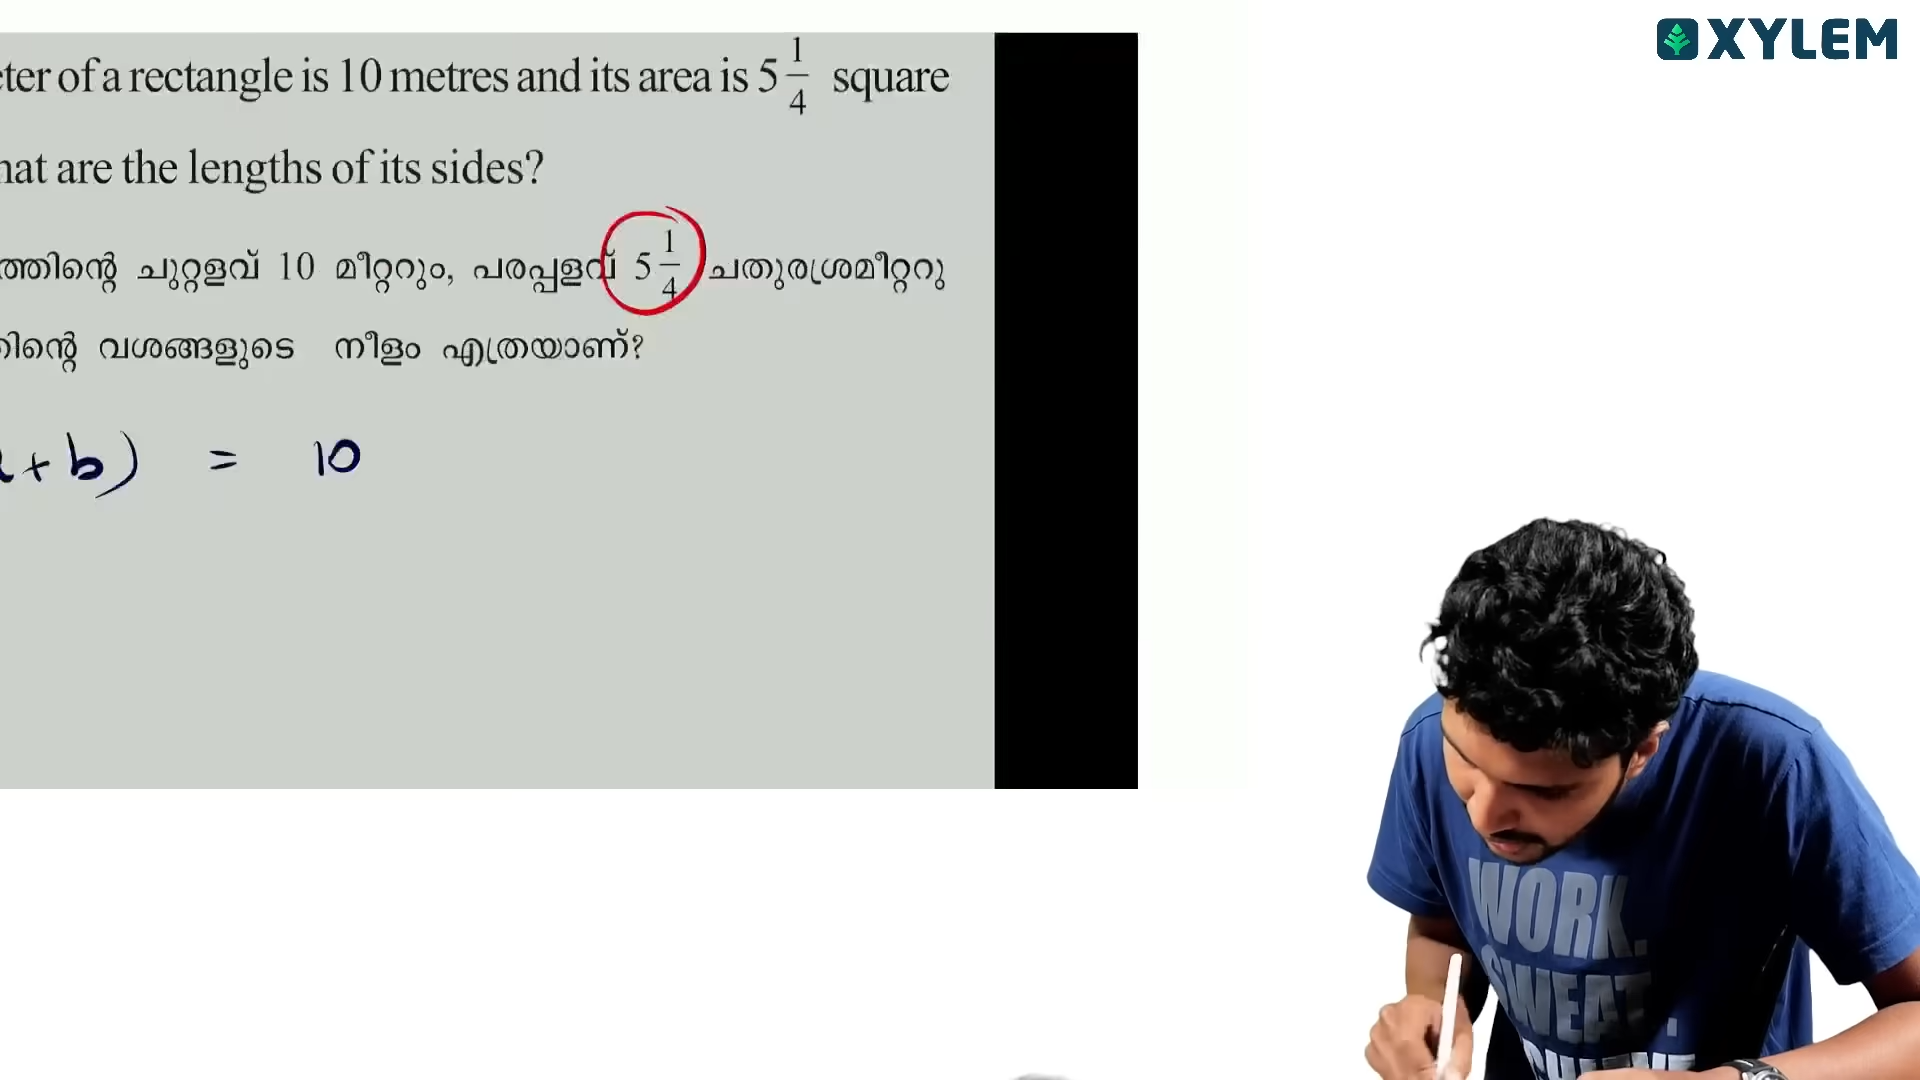 XYLEM
of a rectangle is 10 metres and its area is 5 1/4 square
are the lengths of its sides?
ചുറ്റളവ് 10 മീറ്ററും, പരപ്പളവ് 5 1/4 ചതുരശ്രമീറ്ററു
വശങ്ങളുടെ നീളം എത്രയാണ്?
+ b) = 10
WORK.
SWEAT.